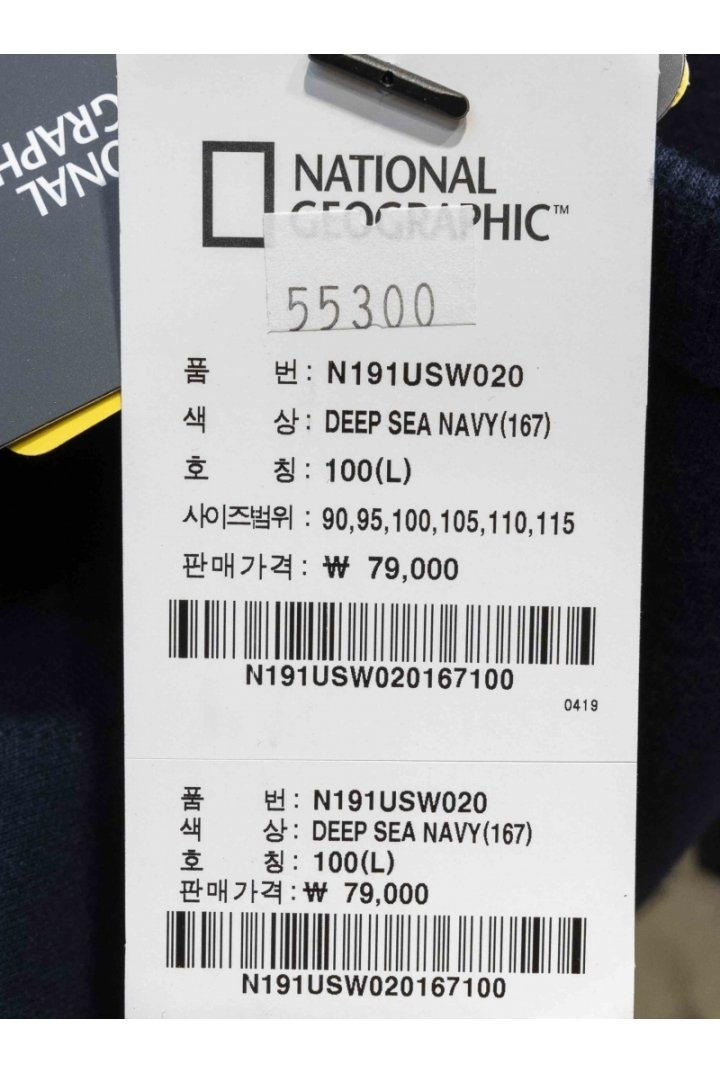 ONAL
GRAPH
NATIONAL
GEOGRAPHIC™
55300
품 번 : N191USW020
색 상 : DEEP SEA NAVY(167)
호 칭 : 100(L)
사이즈범위 : 90,95,100,105,110,115
판매가격 : ₩ 79,000
N191USW020167100
0419
품 번 : N191USW020
색 상 : DEEP SEA NAVY(167)
호 칭 : 100(L)
판매가격 : ₩ 79,000
N191USW020167100